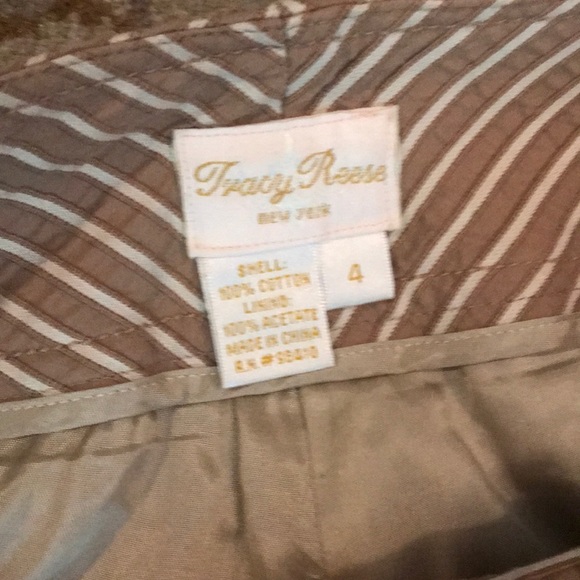 Tracy Reese
NEW YORK
4
SHELL:
100% COTTON
LINING:
100% ACETATE
MADE IN CHINA